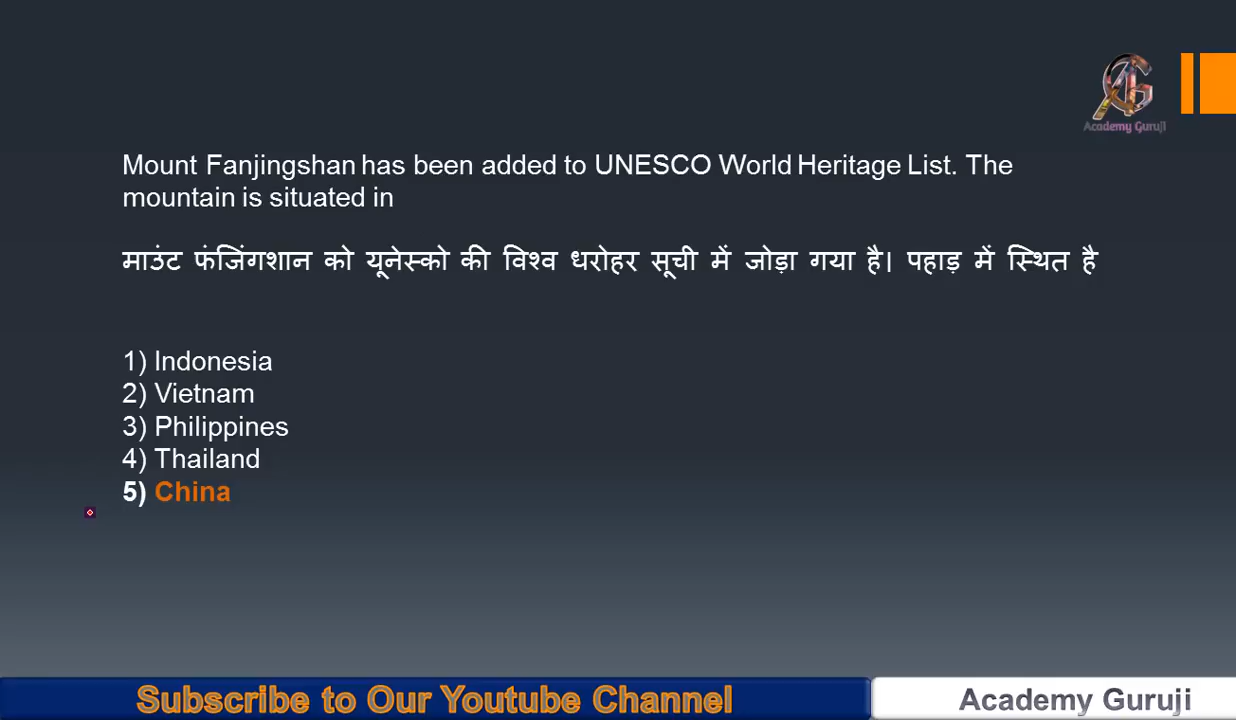 Academy Guruji
Mount Fanjingshan has been added to UNESCO World Heritage List. The
mountain is situated in
माउंट फंजिंगशान को यूनेस्को की विश्व धरोहर सूची में जोड़ा गया है। पहाड़ में स्थित है
1) Indonesia
2) Vietnam
3) Philippines
4) Thailand
5) China
Subscribe to Our Youtube Channel
Academy Guruji